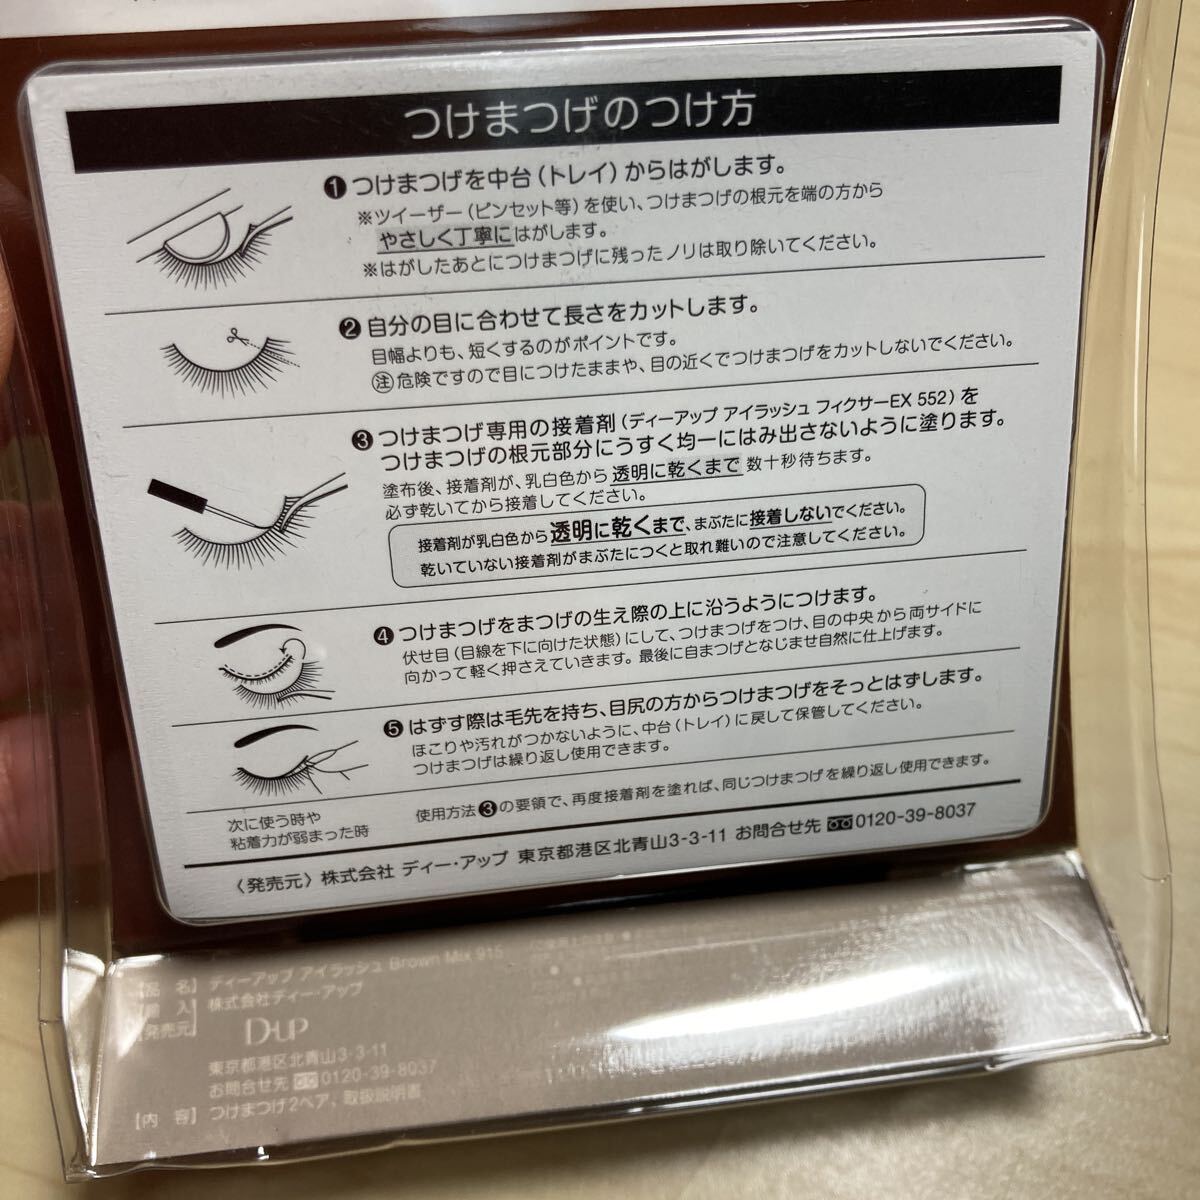 つけまつげのつけ方
❶つけまつげを中台（トレイ）からはがします。
※ツイーザー（ピンセット等）を使い、つけまつげの根元を端の方から
やさしく丁寧にはがします。
※はがしたあとにつけまつげに残ったノリは取り除いてください。
❷自分の目に合わせて長さをカットします。
目幅よりも、短くするのがポイントです。
㊟危険ですので目につけたままや、目の近くでつけまつげをカットしないでください。
❸つけまつげ専用の接着剤（ディーアップ アイラッシュ フィクサーEX 552）を
つけまつげの根元部分にうすく均一にはみ出さないように塗ります。
塗布後、接着剤が、乳白色から透明に乾くまで 数十秒待ちます。
必ず乾いてから接着してください。
接着剤が乳白色から透明に乾くまで、まぶたに接着しないでください。
乾いていない接着剤がまぶたにつくと取れ難いので注意してください。
❹つけまつげをまつげの生え際の上に沿うようにつけます。
伏せ目（目線を下に向けた状態）にして、つけまつげをつけ、目の中央から両サイドに
向かって軽く押さえていきます。最後に自まつげとなじませ自然に仕上げます。
❺はずす際は毛先を持ち、目尻の方からつけまつげをそっとはずします。
ほこりや汚れがつかないように、中台（トレイ）に戻して保管してください。
つけまつげは繰り返し使用できます。
次に使う時や
粘着力が弱まった時
使用方法❸の要領で、再度接着剤を塗れば、同じつけまつげを繰り返し使用できます。
〈発売元〉株式会社 ディー・アップ 東京都港区北青山3-3-11 お問合せ先 0120-39-8037
【品 名】ディーアップ アイラッシュ Brown Mix 915
株式会社ディー・アップ
発売元
D-UP
東京都港区北青山3-3-11
お問合せ先 0120-39-8037
【内 容】つけまつげ2ペア、取扱説明書